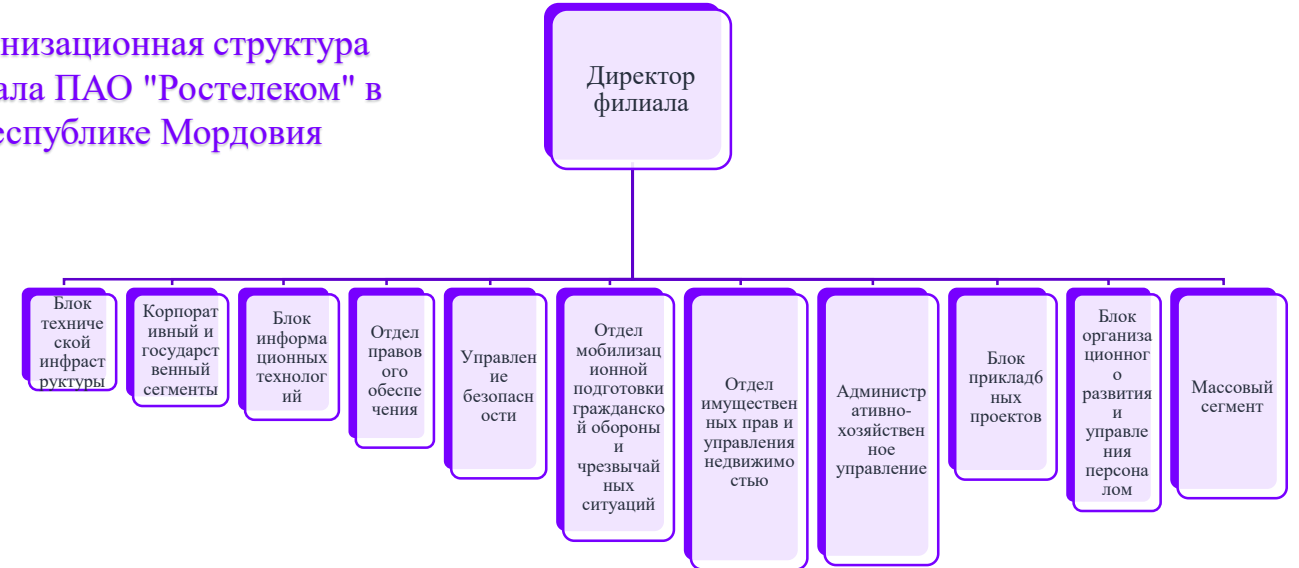 низационная структура
ала ПАО "Ростелеком" в
еспублике Мордовия
Директор
филиала
Блок
техниче
ской
инфраст
руктуры
Корпорат
ивный и
государст
венный
сегменты
Блок
информа
ционных
технолог
ий
Отдел
правов
ого
обеспе
чения
Управлен
ие
безопасн
ости
Отдел
мобилизац
ионной
подготовки
гражданско
й обороны
и
чрезвычай
ных
ситуаций
Отдел
имуществен
ных прав и
управления
недвижимо
стью
Администр
ативно-
хозяйствен
ное
управление
Блок
приклад6
ных
проектов
Блок
организа
ционног
о
развития
и
управле
ния
персона
лом
Массовый
сегмент